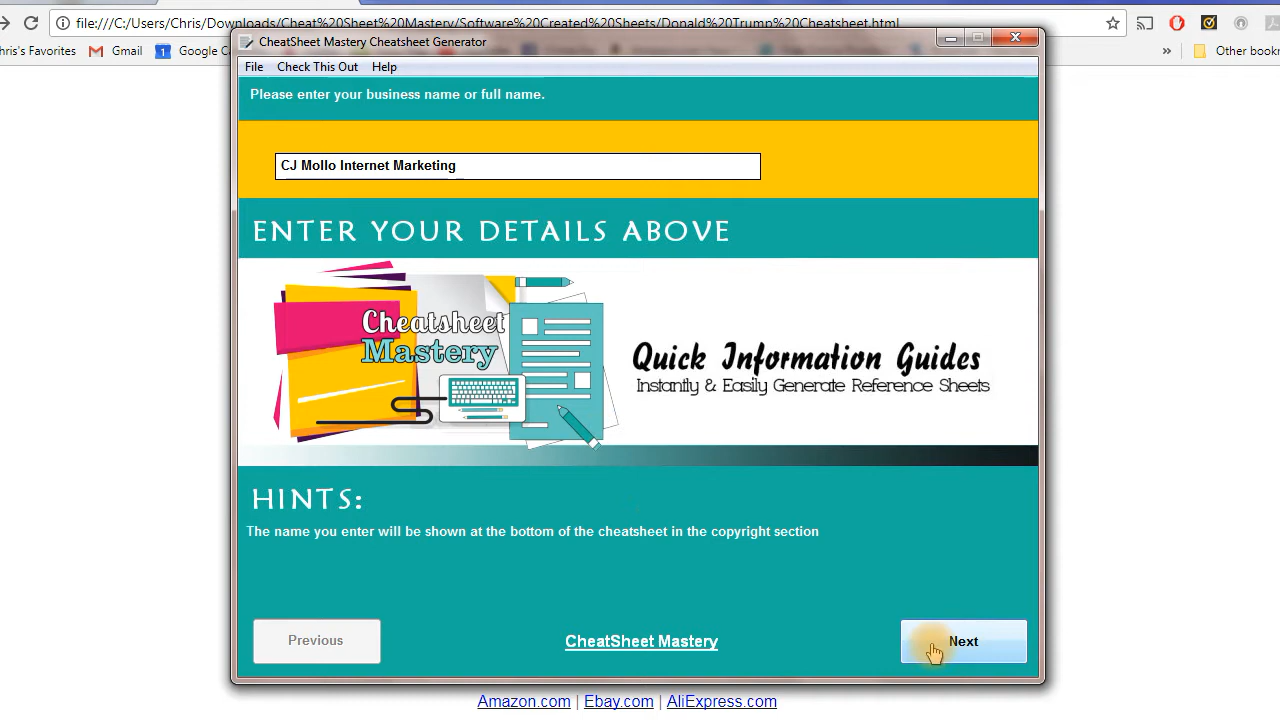 file:///C:/Users/Chris/Downloads/Cheat%20Sheet%20Mastery/Software%20Created%20Sheets/Donald%20Trump%20Cheatsheet.html
hris's Favorites Gmail 1 Google C » Other bookr
CheatSheet Mastery Cheatsheet Generator
File Check This Out Help
Please enter your business name or full name.
CJ Mollo Internet Marketing
ENTER YOUR DETAILS ABOVE
Cheatsheet
Mastery
Quick Information Guides
Instantly & Easily Generate Reference Sheets
HINTS:
The name you enter will be shown at the bottom of the cheatsheet in the copyright section
Previous CheatSheet Mastery Next
Amazon.com | Ebay.com | AliExpress.com